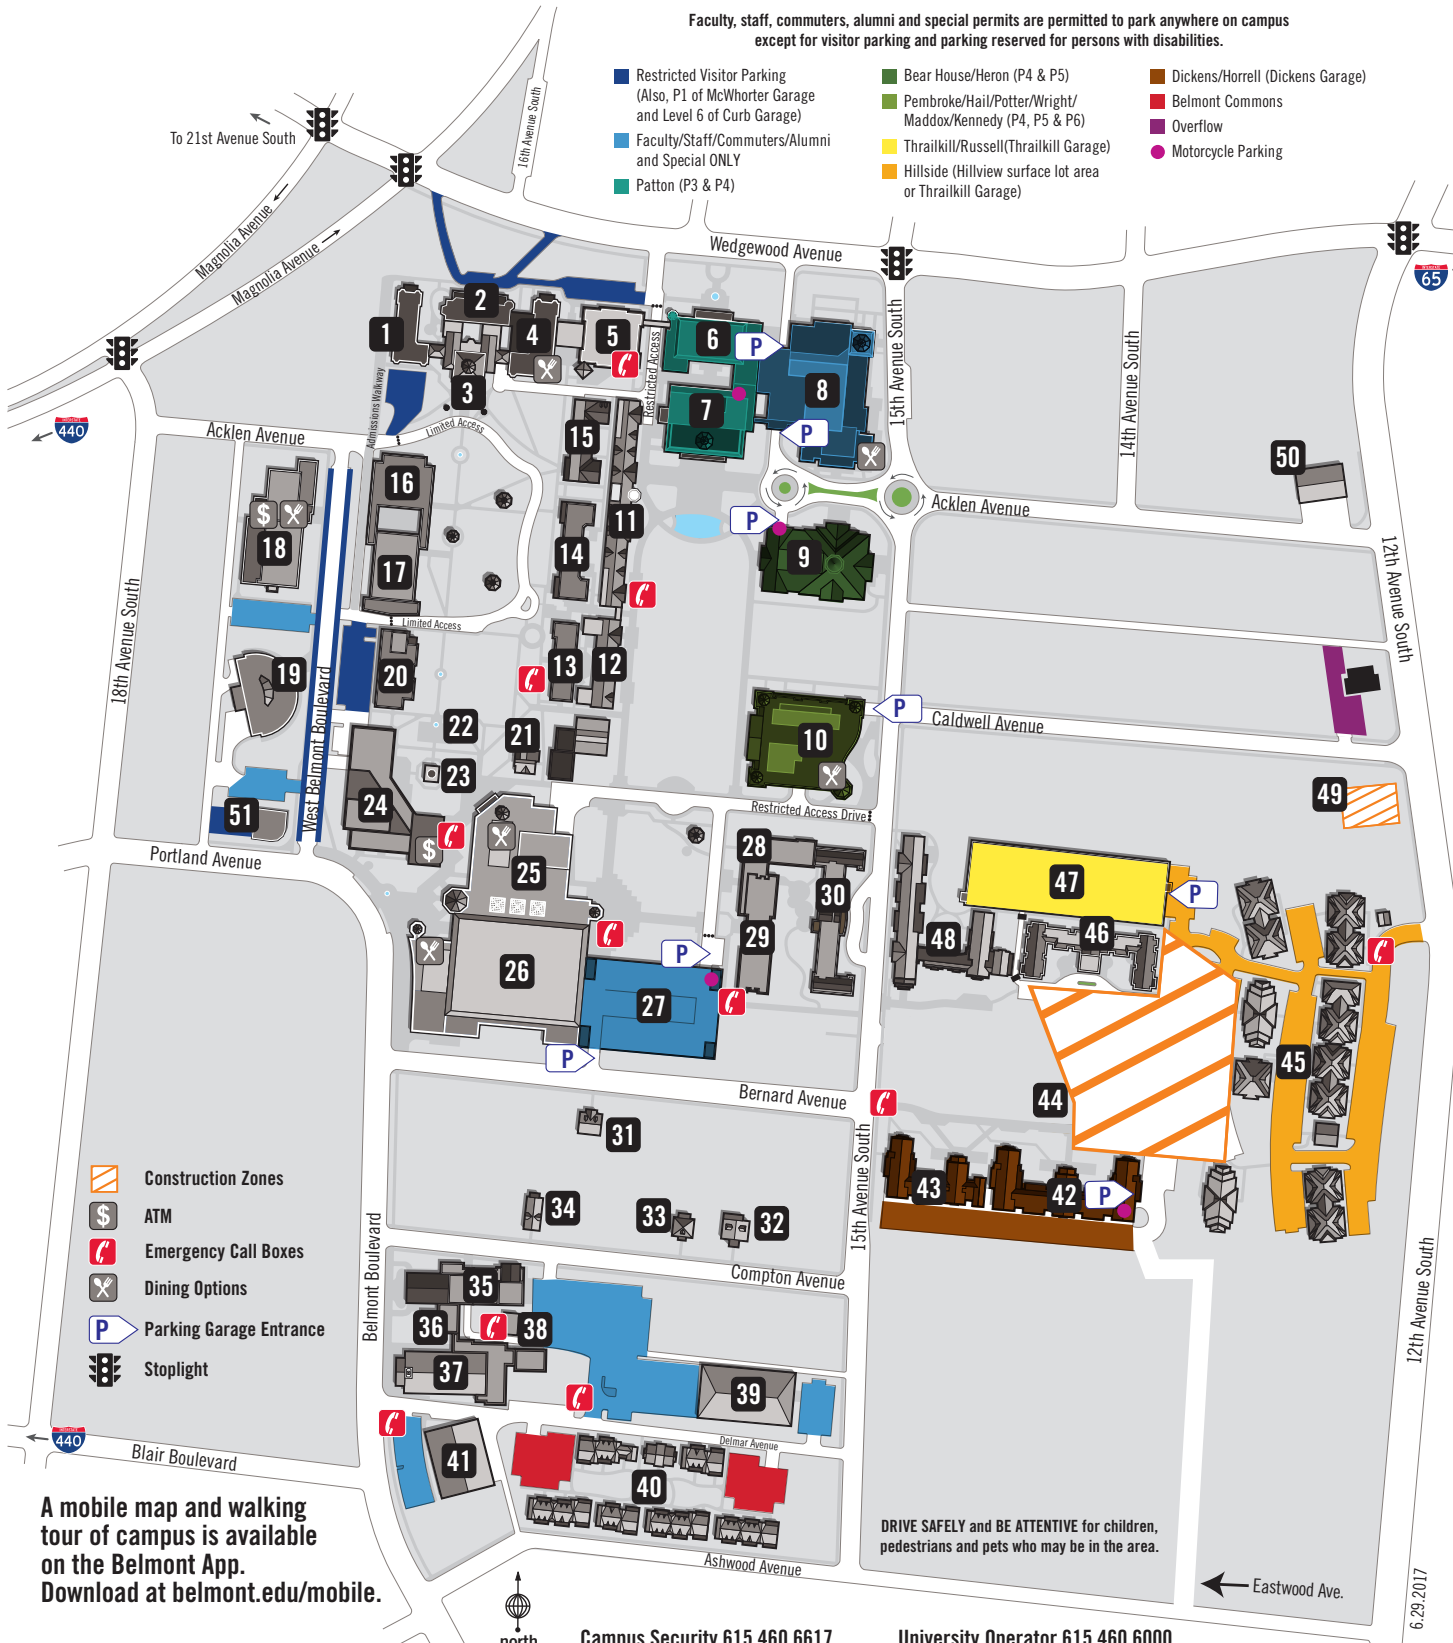 Faculty, staff, commuters, alumni and special permits are permitted to park anywhere on campus
except for visitor parking and parking reserved for persons with disabilities.
Restricted Visitor Parking
(Also, P1 of McWhorter Garage
and Level 6 of Curb Garage)
Faculty/Staff/Commuters/Alumni
and Special ONLY
Patton (P3 & P4)
Bear House/Heron (P4 & P5)
Pembroke/Hail/Potter/Wright/
Maddox/Kennedy (P4, P5 & P6)
Thrailkill/Russell(Thrailkill Garage)
Hillside (Hillview surface lot area
or Thrailkill Garage)
Dickens/Horrell (Dickens Garage)
Belmont Commons
Overflow
Motorcycle Parking
To 21st Avenue South
16th Avenue South
Magnolia Avenue
Magnolia Avenue
Wedgewood Avenue
65
440
1
2
3
4
5
6
7
8
P
P
Restricted Access
15th Avenue South
14th Avenue South
Admissions Walkway
Limited Access
Acklen Avenue
15
16
50
18
$
17
14
11
P
9
Acklen Avenue
12th Avenue South
18th Avenue South
Limited Access
19
20
13
12
West Belmont Boulevard
22
21
23
10
P
Caldwell Avenue
24
51
$
Restricted Access Drive
49
Portland Avenue
25
28
30
29
47
P
48
46
26
27
P
P
45
44
Bernard Avenue
31
15th Avenue South
43
42
P
34
33
32
Construction Zones
$
ATM
Emergency Call Boxes
Dining Options
P
Parking Garage Entrance
Stoplight
Belmont Boulevard
Compton Avenue
12th Avenue South
35
36
38
37
39
Delmar Avenue
440
Blair Boulevard
41
40
Ashwood Avenue
A mobile map and walking
tour of campus is available
on the Belmont App.
Download at belmont.edu/mobile.
DRIVE SAFELY and BE ATTENTIVE for children,
pedestrians and pets who may be in the area.
Eastwood Ave.
6.29.2017
north
Campus Security 615.460.6617
University Operator 615.460.6000